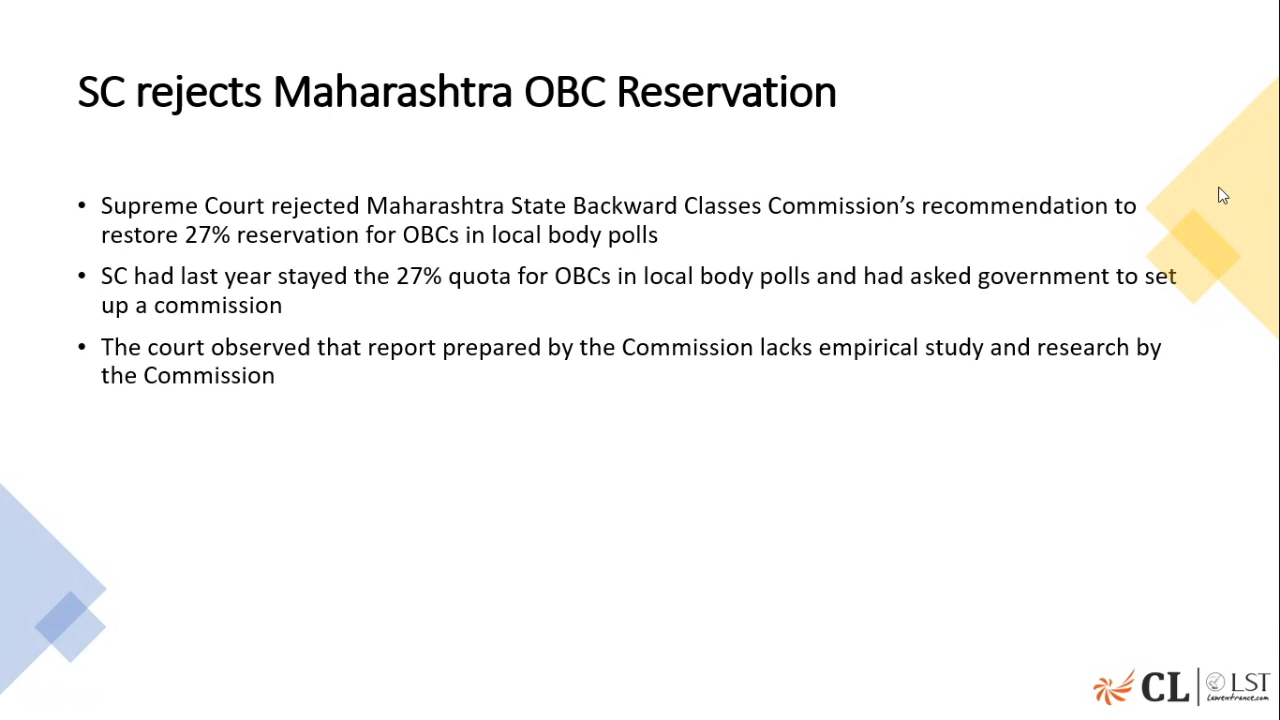 SC rejects Maharashtra OBC Reservation
• Supreme Court rejected Maharashtra State Backward Classes Commission’s recommendation to
restore 27% reservation for OBCs in local body polls
• SC had last year stayed the 27% quota for OBCs in local body polls and had asked government to set
up a commission
• The court observed that report prepared by the Commission lacks empirical study and research by
the Commission
CL | LST
Lawentrance.com